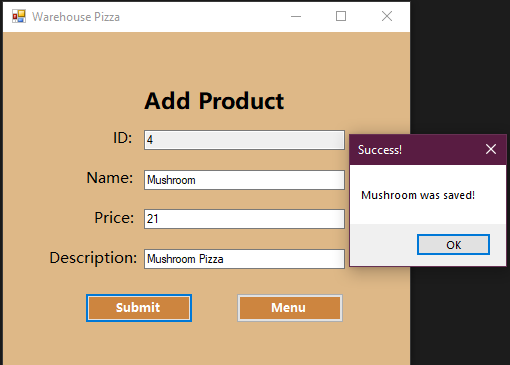 Warehouse Pizza
Add Product
ID: 4
Success!
Name: Mushroom
Mushroom was saved!
Price: 21
OK
Description: Mushroom Pizza
Submit Menu